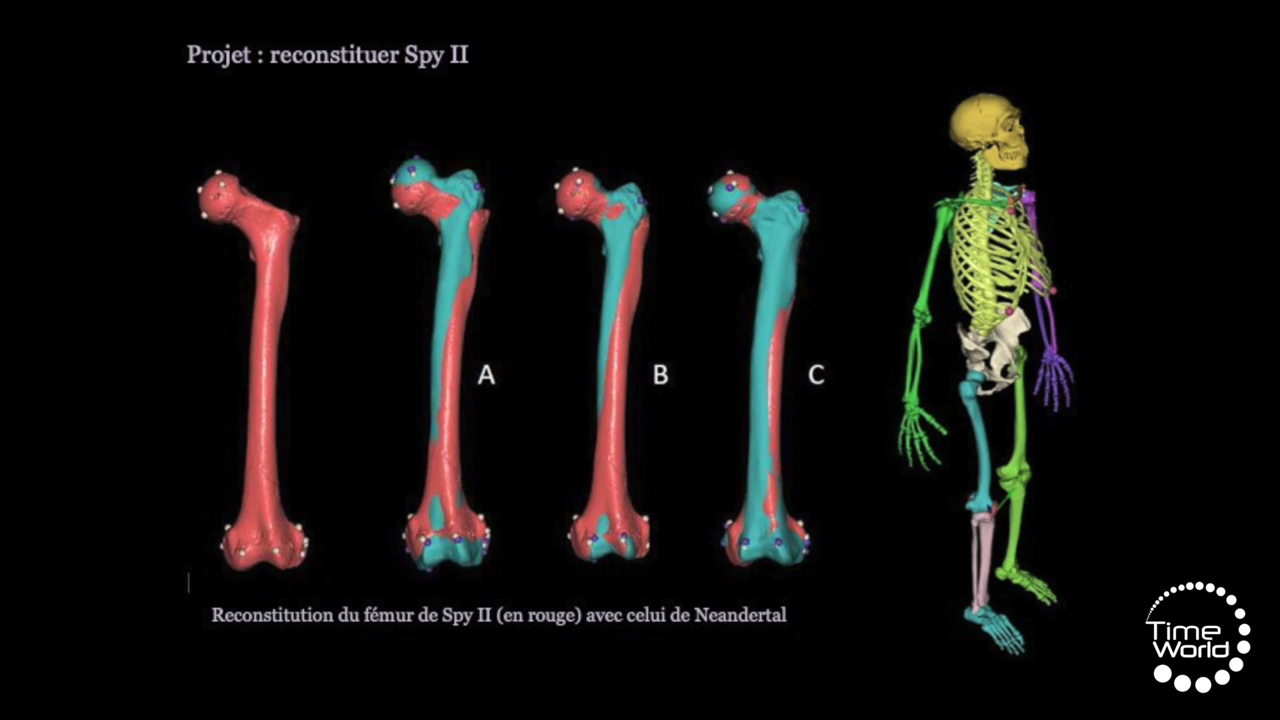 Projet : reconstituer Spy II
A
B
C
Reconstitution du fémur de Spy II (en rouge) avec celui de Neandertal
Time
World